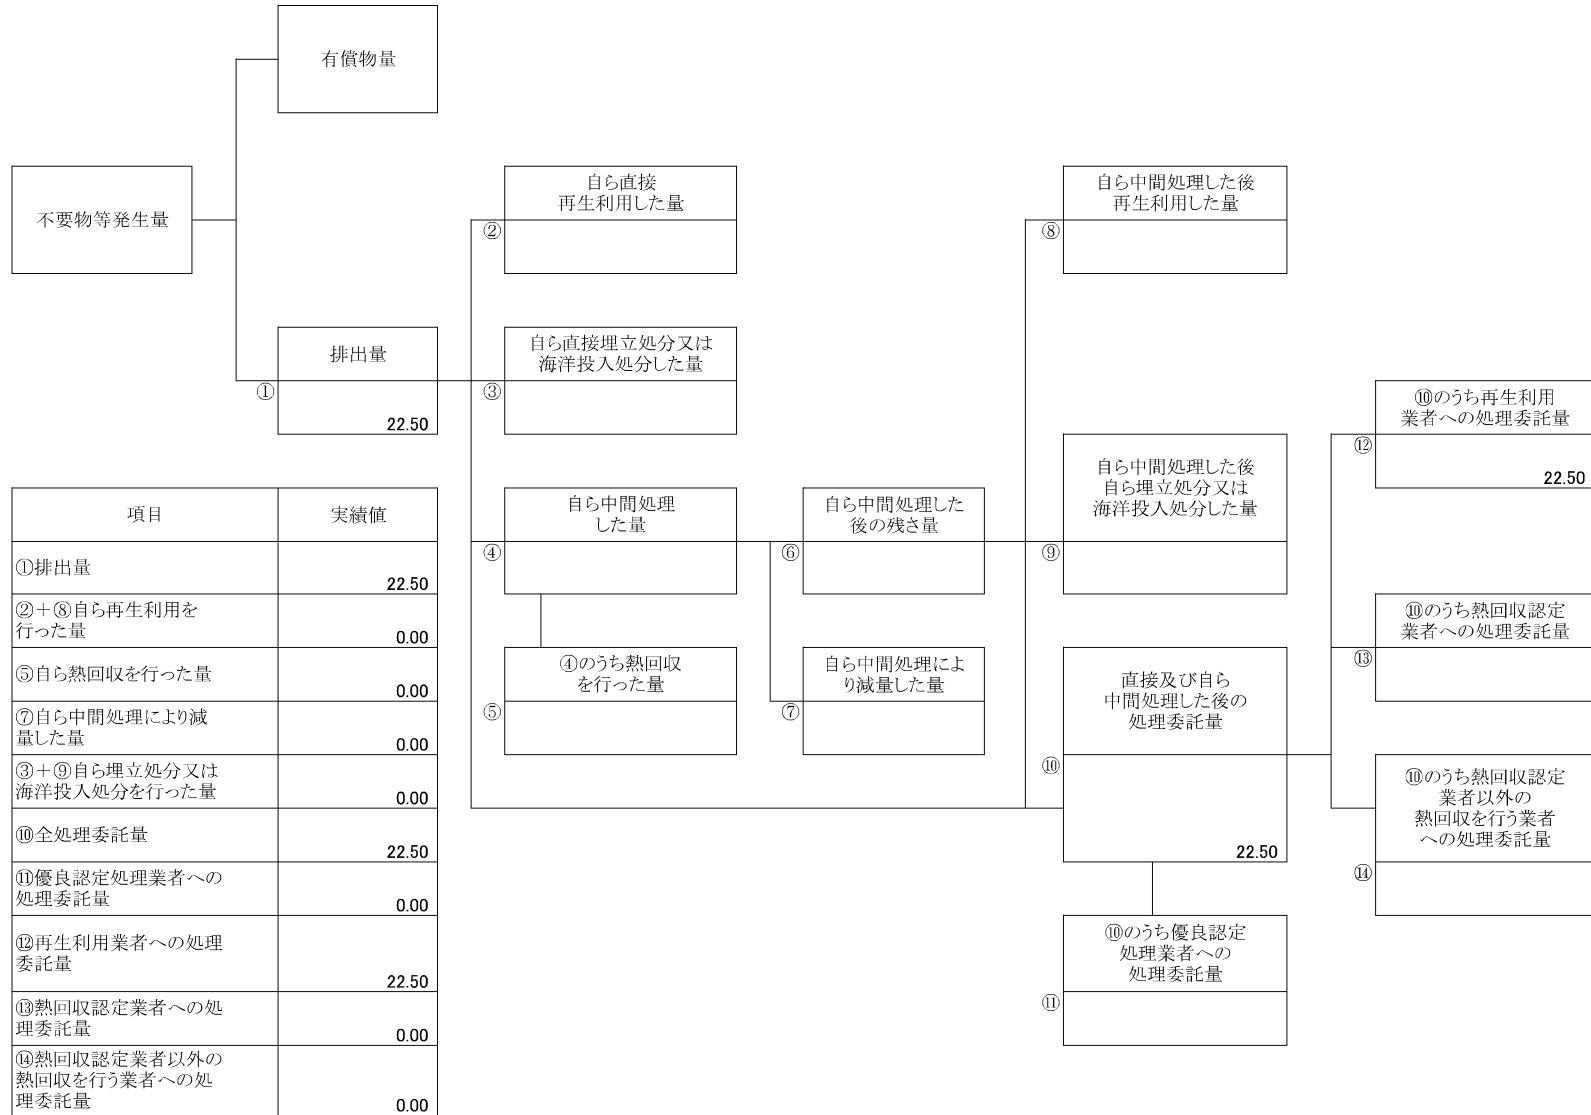 有償物量
不要物等発生量
自ら直接
再生利用した量
②
自ら中間処理した後
再生利用した量
⑧
排出量
①
22.50
自ら直接埋立処分又は
海洋投入処分した量
③
⑩のうち再生利用
業者への処理委託量
⑫
22.50
自ら中間処理した後
自ら埋立処分又は
海洋投入処分した量
⑨
自ら中間処理
した量
④
自ら中間処理した
後の残さ量
⑥
⑩のうち熱回収認定
業者への処理委託量
⑬
④のうち熱回収
を行った量
⑤
自ら中間処理によ
り減量した量
⑦
直接及び自ら
中間処理した後の
処理委託量
⑩
22.50
⑩のうち熱回収認定
業者以外の
熱回収を行う業者
への処理委託量
⑭
⑩のうち優良認定
処理業者への
処理委託量
⑪
項目
実績値
①排出量
22.50
②＋⑧自ら再生利用を
行った量
0.00
⑤自ら熱回収を行った量
0.00
⑦自ら中間処理により減
量した量
0.00
③＋⑨自ら埋立処分又は
海洋投入処分を行った量
0.00
⑩全処理委託量
22.50
⑪優良認定処理業者への
処理委託量
0.00
⑫再生利用業者への処理
委託量
22.50
⑬熱回収認定業者への処
理委託量
0.00
⑭熱回収認定業者以外の
熱回収を行う業者への処
理委託量
0.00